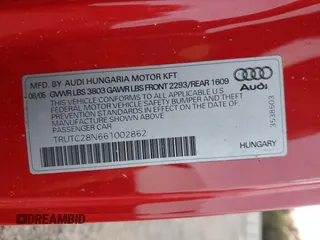 MFD. BY AUDI HUNGARIA MOTOR KFT
08/05 GVWR LBS 3803 GAWR LBS FRONT 2293/REAR 1609
THIS VEHICLE CONFORMS TO ALL APPLICABLE U.S.
FEDERAL MOTOR VEHICLE SAFETY BUMPER AND THEFT
PREVENTION STANDARDS IN EFFECT ON THE DATE OF
MANUFACTURE SHOWN ABOVE
PASSENGER CAR
TRUTC28N661002862
HUNGARY
Audi
353B503
DREAMBID